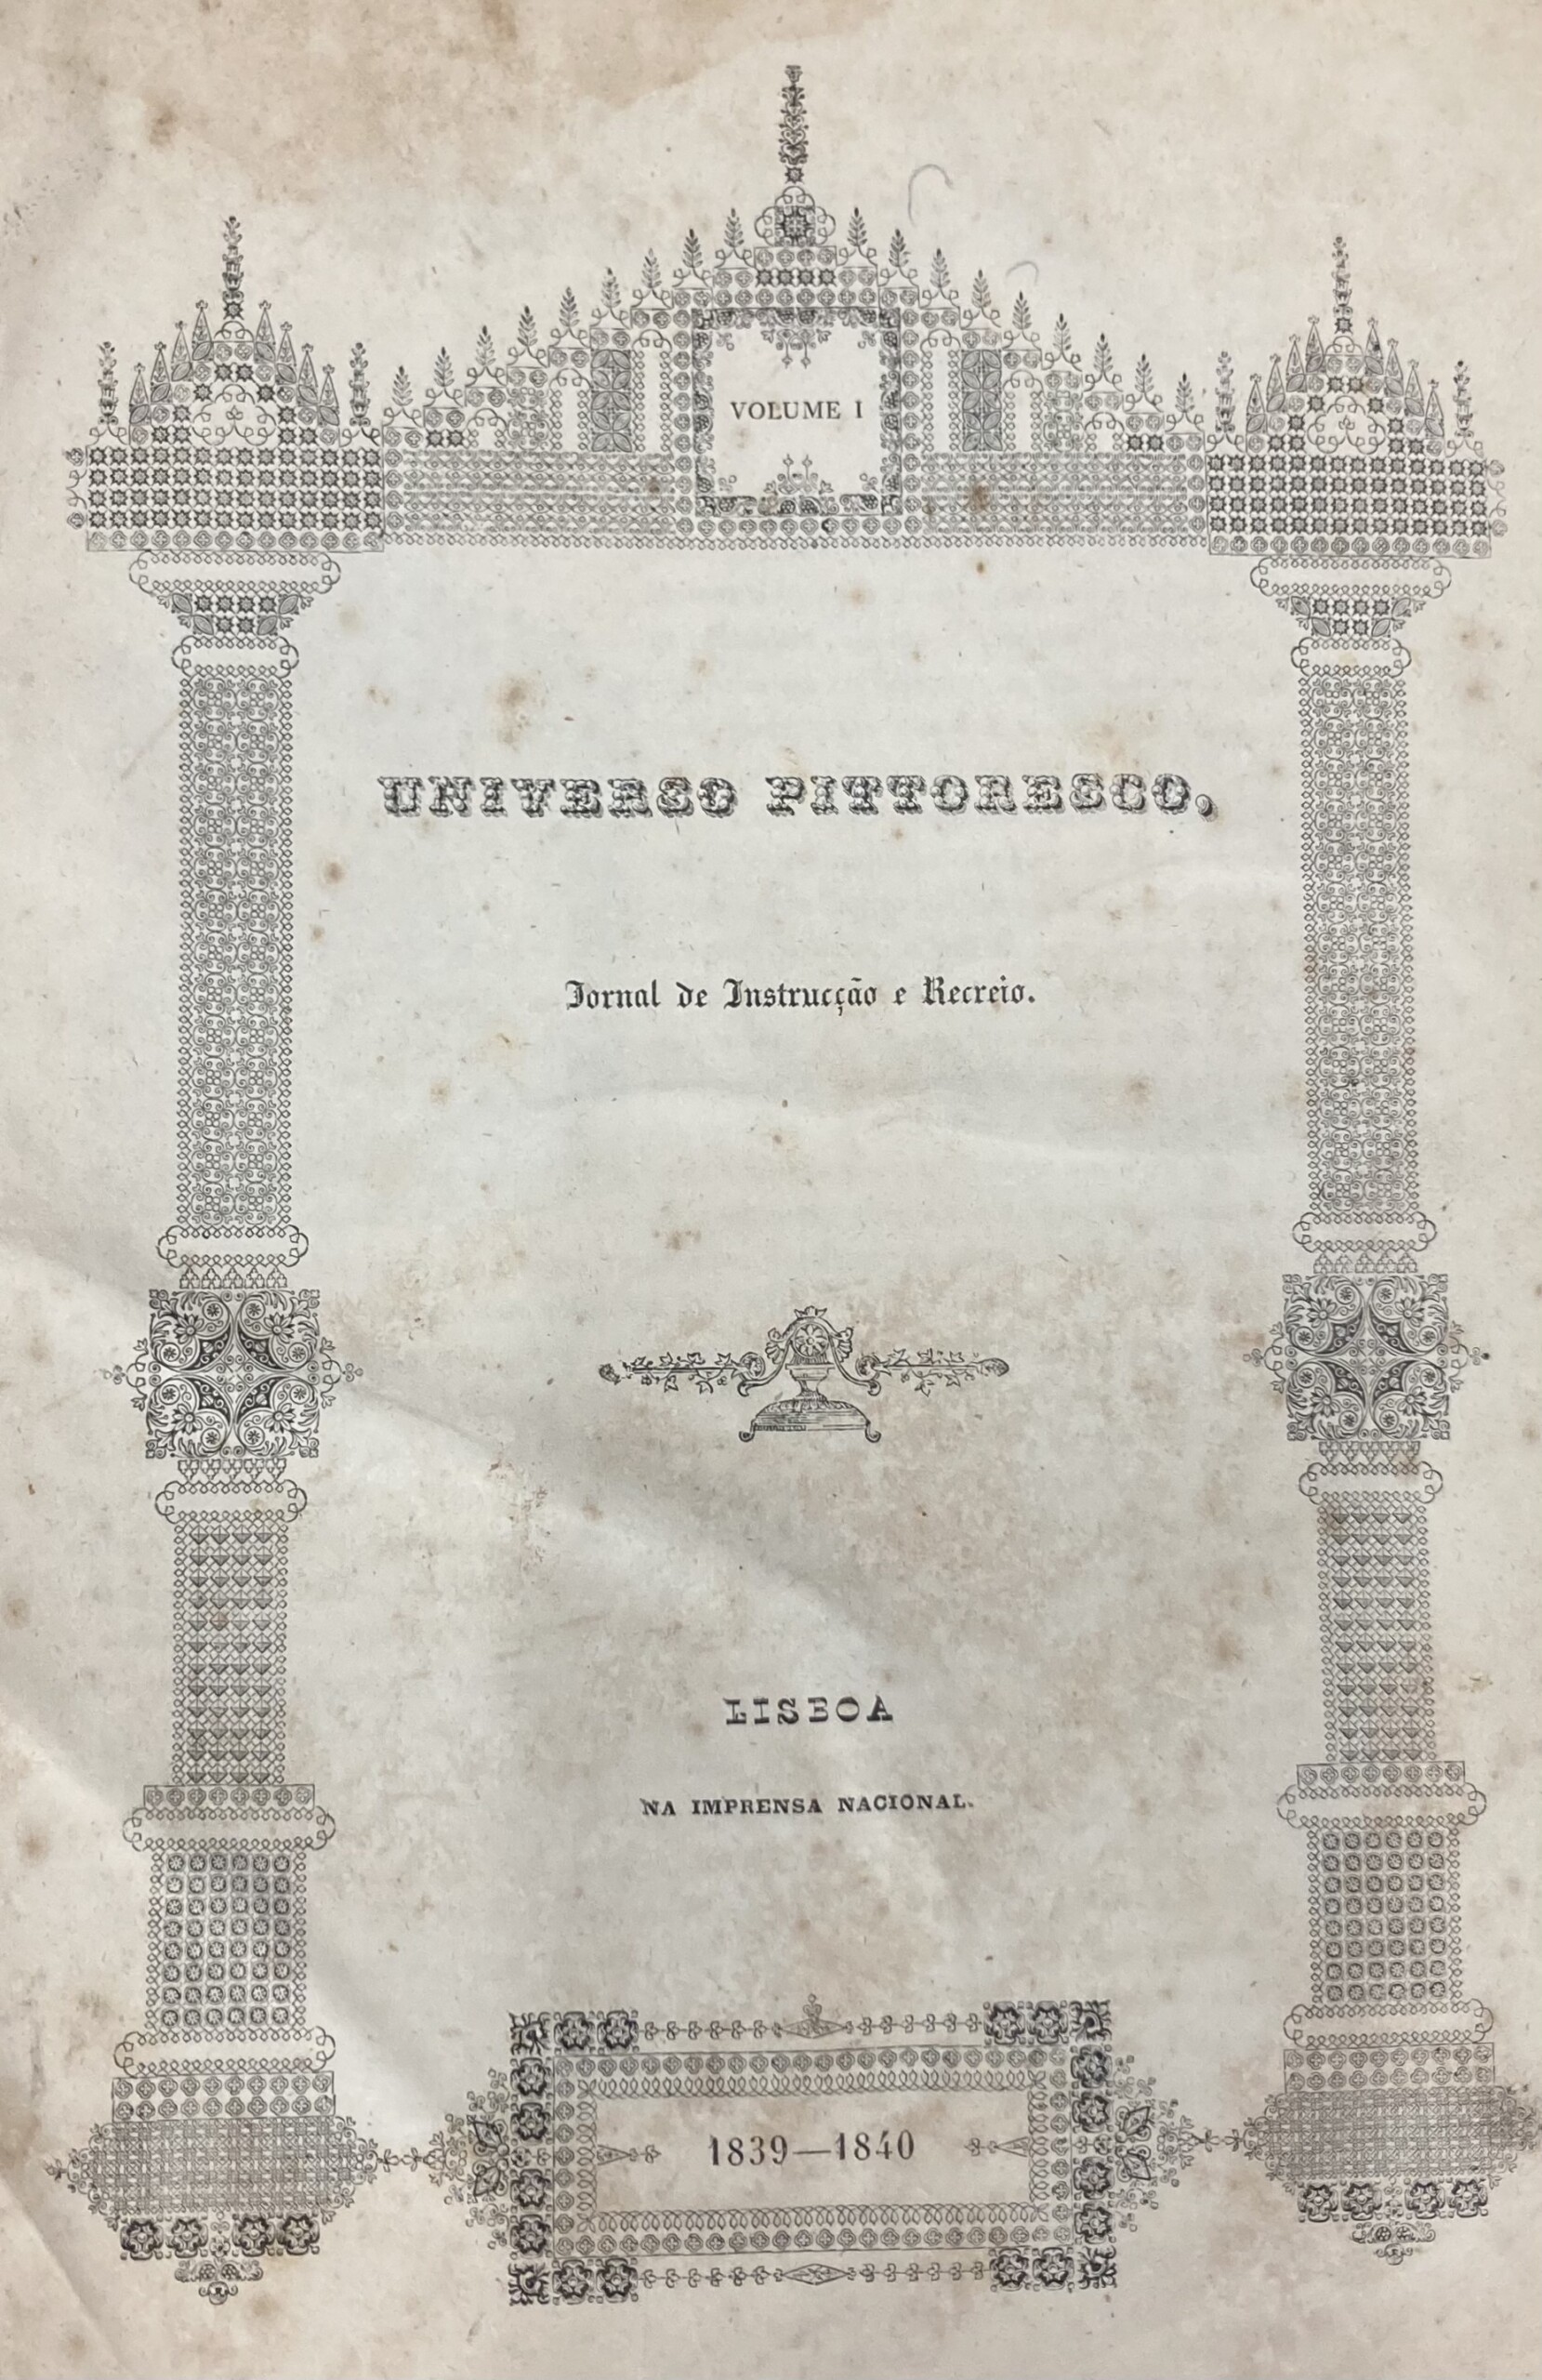 VOLUME I
UNIVERSO PITTORESCO,
Jornal de Instrucção e Recreio.
LISBOA
NA IMPRENSA NACIONAL.
1839—1840